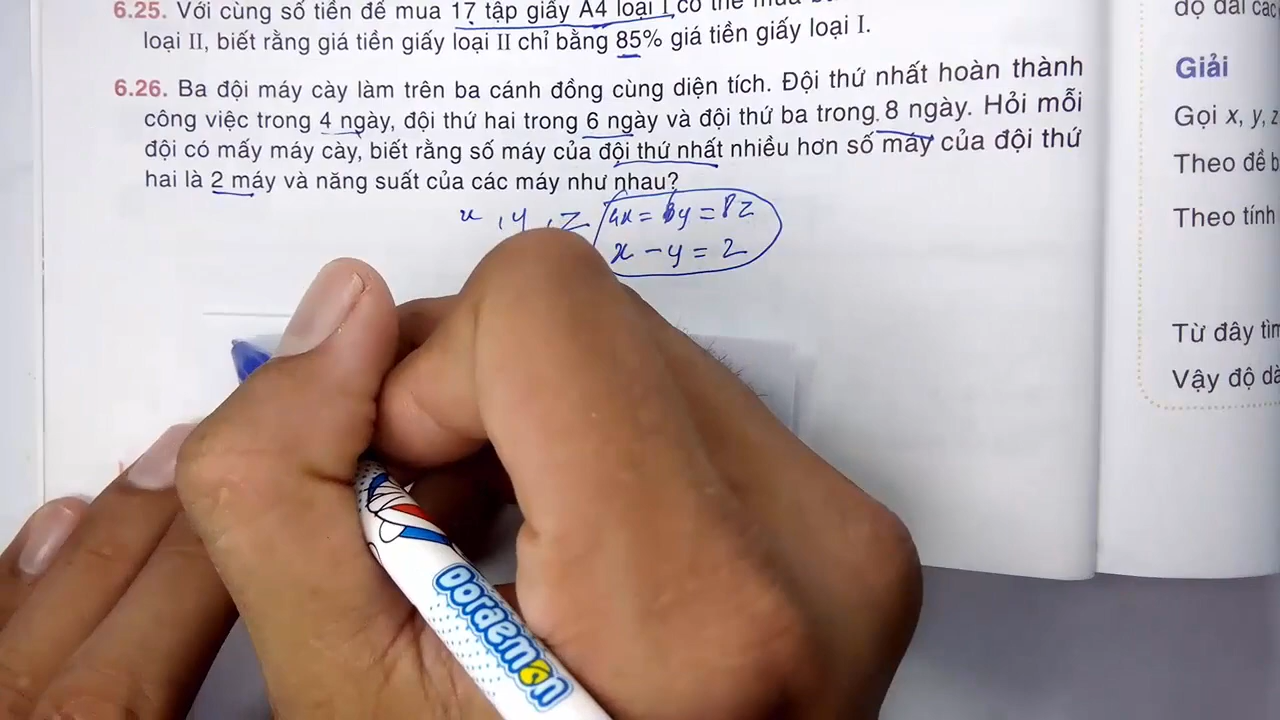 6.25. Với cùng số tiền để mua 17 tập giấy A4 loại I có thể mua
loại II, biết rằng giá tiền giấy loại II chỉ bằng 85% giá tiền giấy loại I.
6.26. Ba đội máy cày làm trên ba cánh đồng cùng diện tích. Đội thứ nhất hoàn thành
công việc trong 4 ngày, đội thứ hai trong 6 ngày và đội thứ ba trong 8 ngày. Hỏi mỗi
đội có mấy máy cày, biết rằng số máy của đội thứ nhất nhiều hơn số máy của đội thứ
hai là 2 máy và năng suất của các máy như nhau?
x, y, z 4x = 6y = 8z
x - y = 2
Doraemon
độ dài các
Giải
Gọi x, y, z
Theo đề b
Theo tính
Từ đây tìm
Vậy độ dà